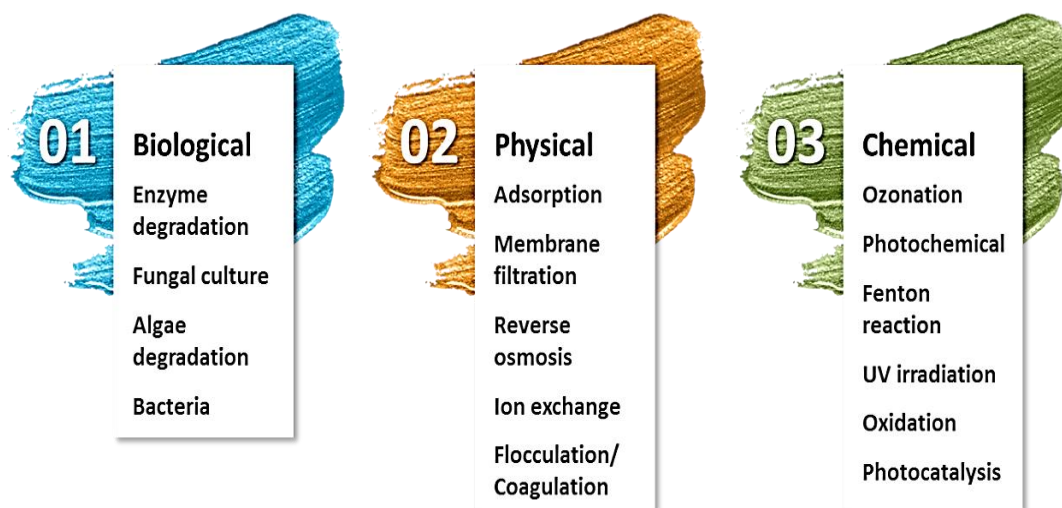 01
Biological
Enzyme
degradation
Fungal culture
Algae
degradation
Bacteria
02
Physical
Adsorption
Membrane
filtration
Reverse
osmosis
Ion exchange
Flocculation/
Coagulation
03
Chemical
Ozonation
Photochemical
Fenton
reaction
UV irradiation
Oxidation
Photocatalysis